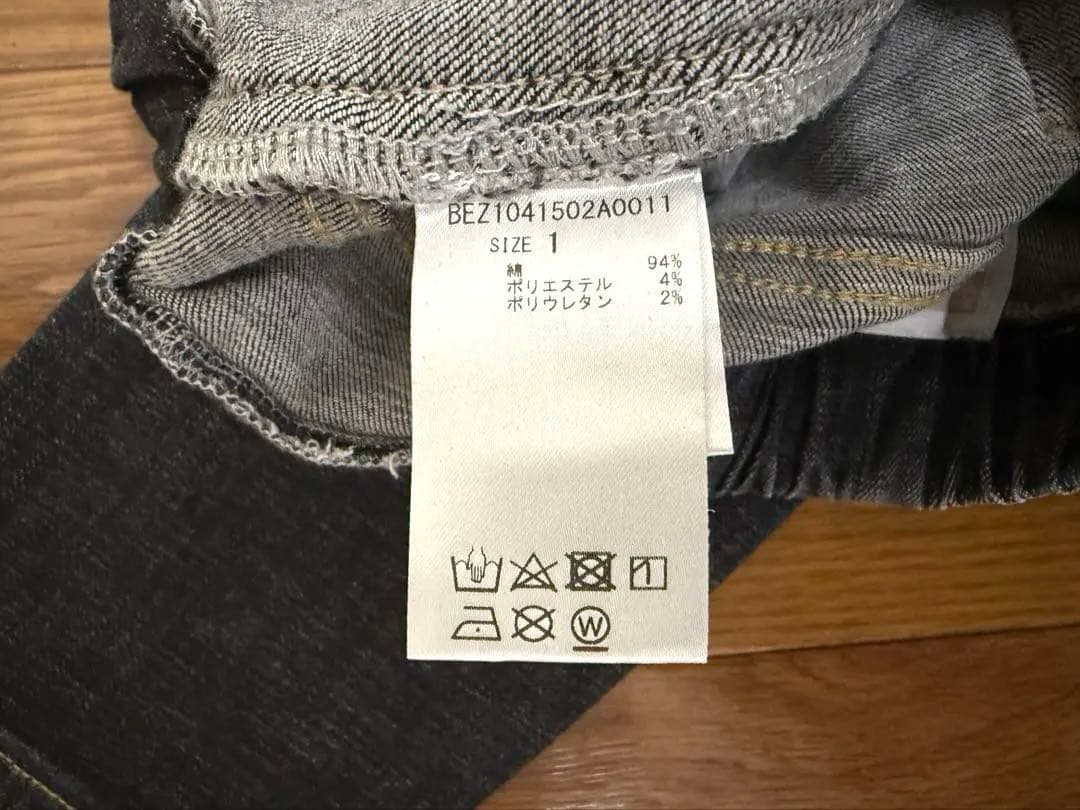 BEZ1041502A0011
SIZE 1
綿 94%
ポリエステル 4%
ポリウレタン 2%
W